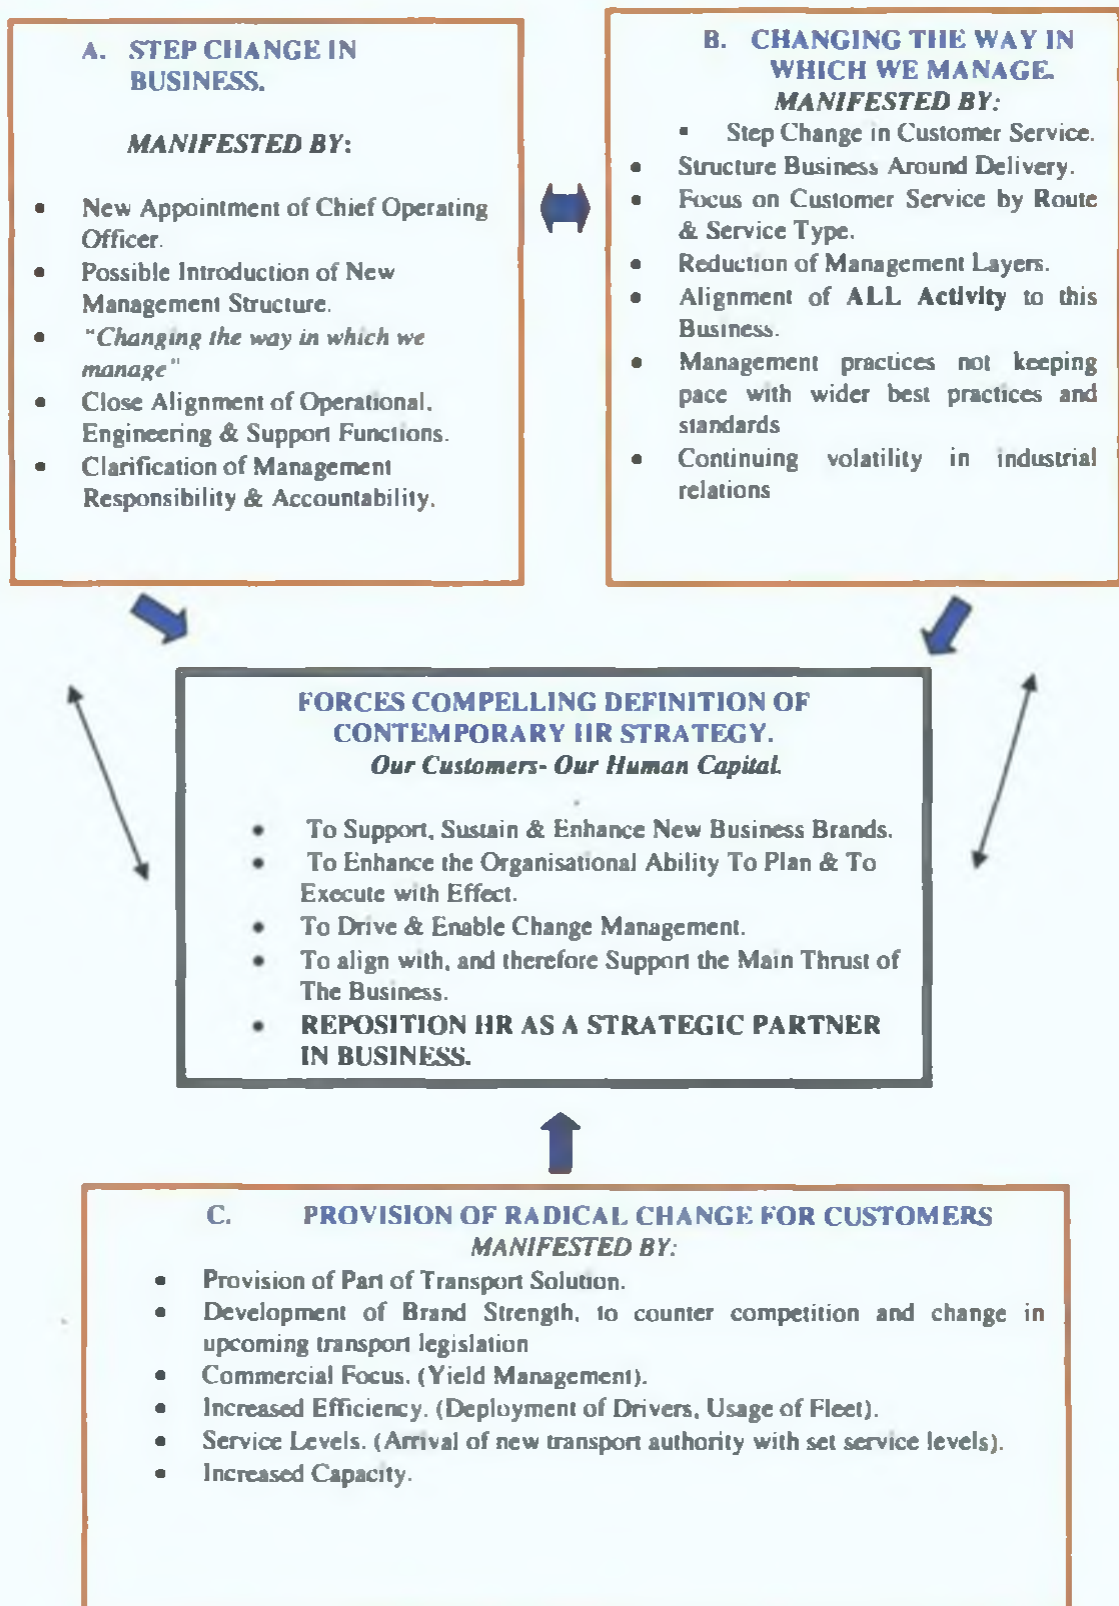 A. STEP CHANGE IN
BUSINESS.
MANIFESTED BY:
• New Appointment of Chief Operating
Officer.
• Possible Introduction of New
Management Structure.
• "Changing the way in which we
manage"
• Close Alignment of Operational,
Engineering & Support Functions.
• Clarification of Management
Responsibility & Accountability.
B. CHANGING THE WAY IN
WHICH WE MANAGE.
MANIFESTED BY:
▪ Step Change in Customer Service.
• Structure Business Around Delivery.
• Focus on Customer Service by Route
& Service Type.
• Reduction of Management Layers.
• Alignment of ALL Activity to this
Business.
• Management practices not keeping
pace with wider best practices and
standards
• Continuing volatility in industrial
relations
FORCES COMPELLING DEFINITION OF
CONTEMPORARY HR STRATEGY.
Our Customers- Our Human Capital.
• To Support, Sustain & Enhance New Business Brands.
• To Enhance the Organisational Ability To Plan & To
Execute with Effect.
• To Drive & Enable Change Management.
• To align with, and therefore Support the Main Thrust of
The Business.
• REPOSITION HR AS A STRATEGIC PARTNER
IN BUSINESS.
C. PROVISION OF RADICAL CHANGE FOR CUSTOMERS
MANIFESTED BY:
• Provision of Part of Transport Solution.
• Development of Brand Strength, to counter competition and change in
upcoming transport legislation
• Commercial Focus. (Yield Management).
• Increased Efficiency. (Deployment of Drivers, Usage of Fleet).
• Service Levels. (Arrival of new transport authority with set service levels).
• Increased Capacity.